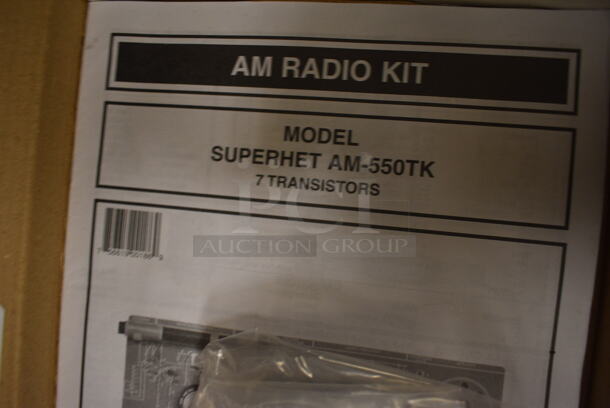 AM RADIO KIT
MODEL
SUPERHET AM-550TK
7 TRANSISTORS
PCI
AUCTION GROUP